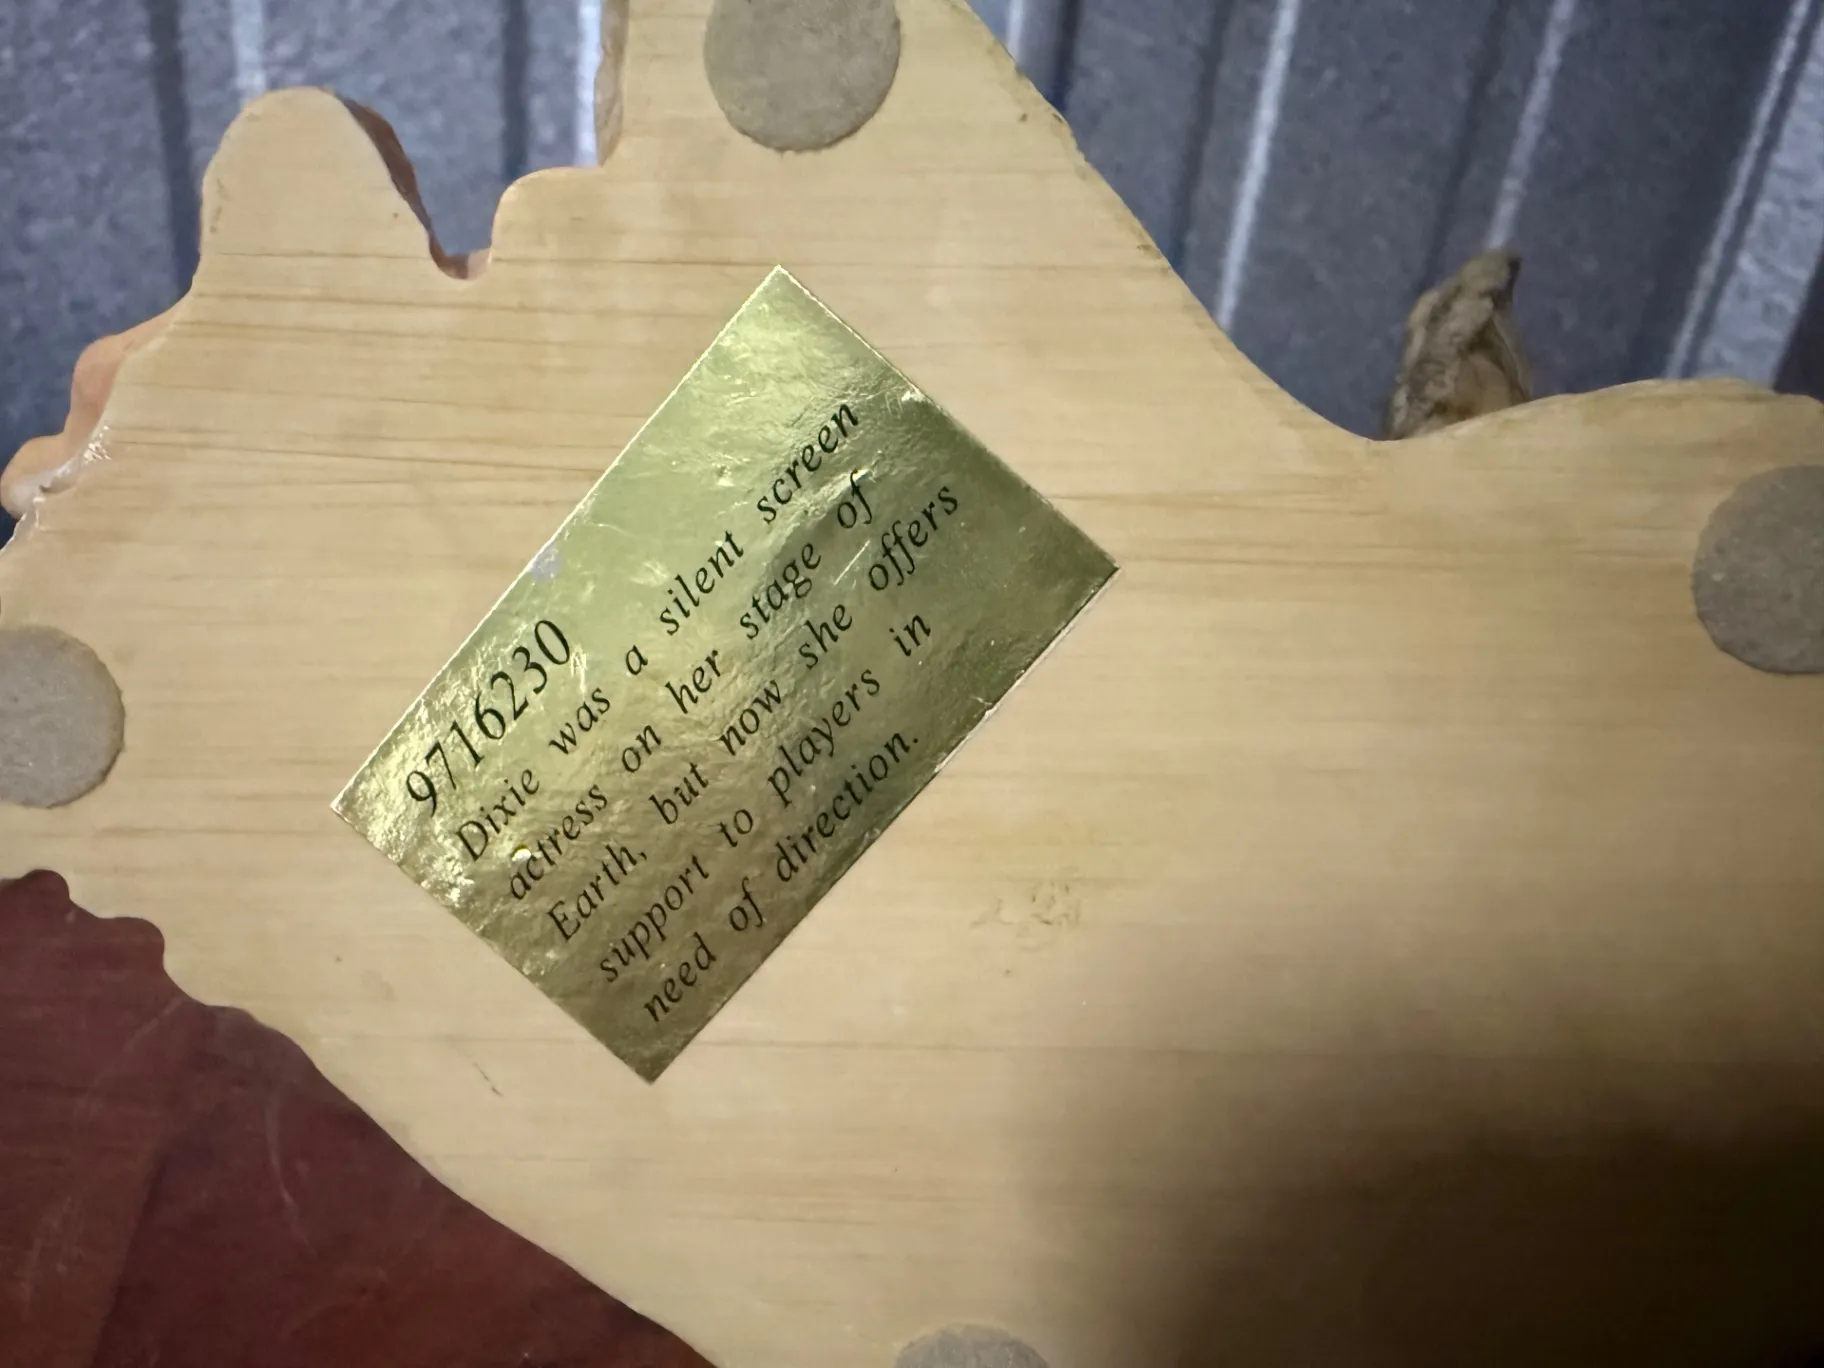 9716230
Dixie was a silent screen
actress on her stage of
Earth, but now she offers
support to players in
need of direction.